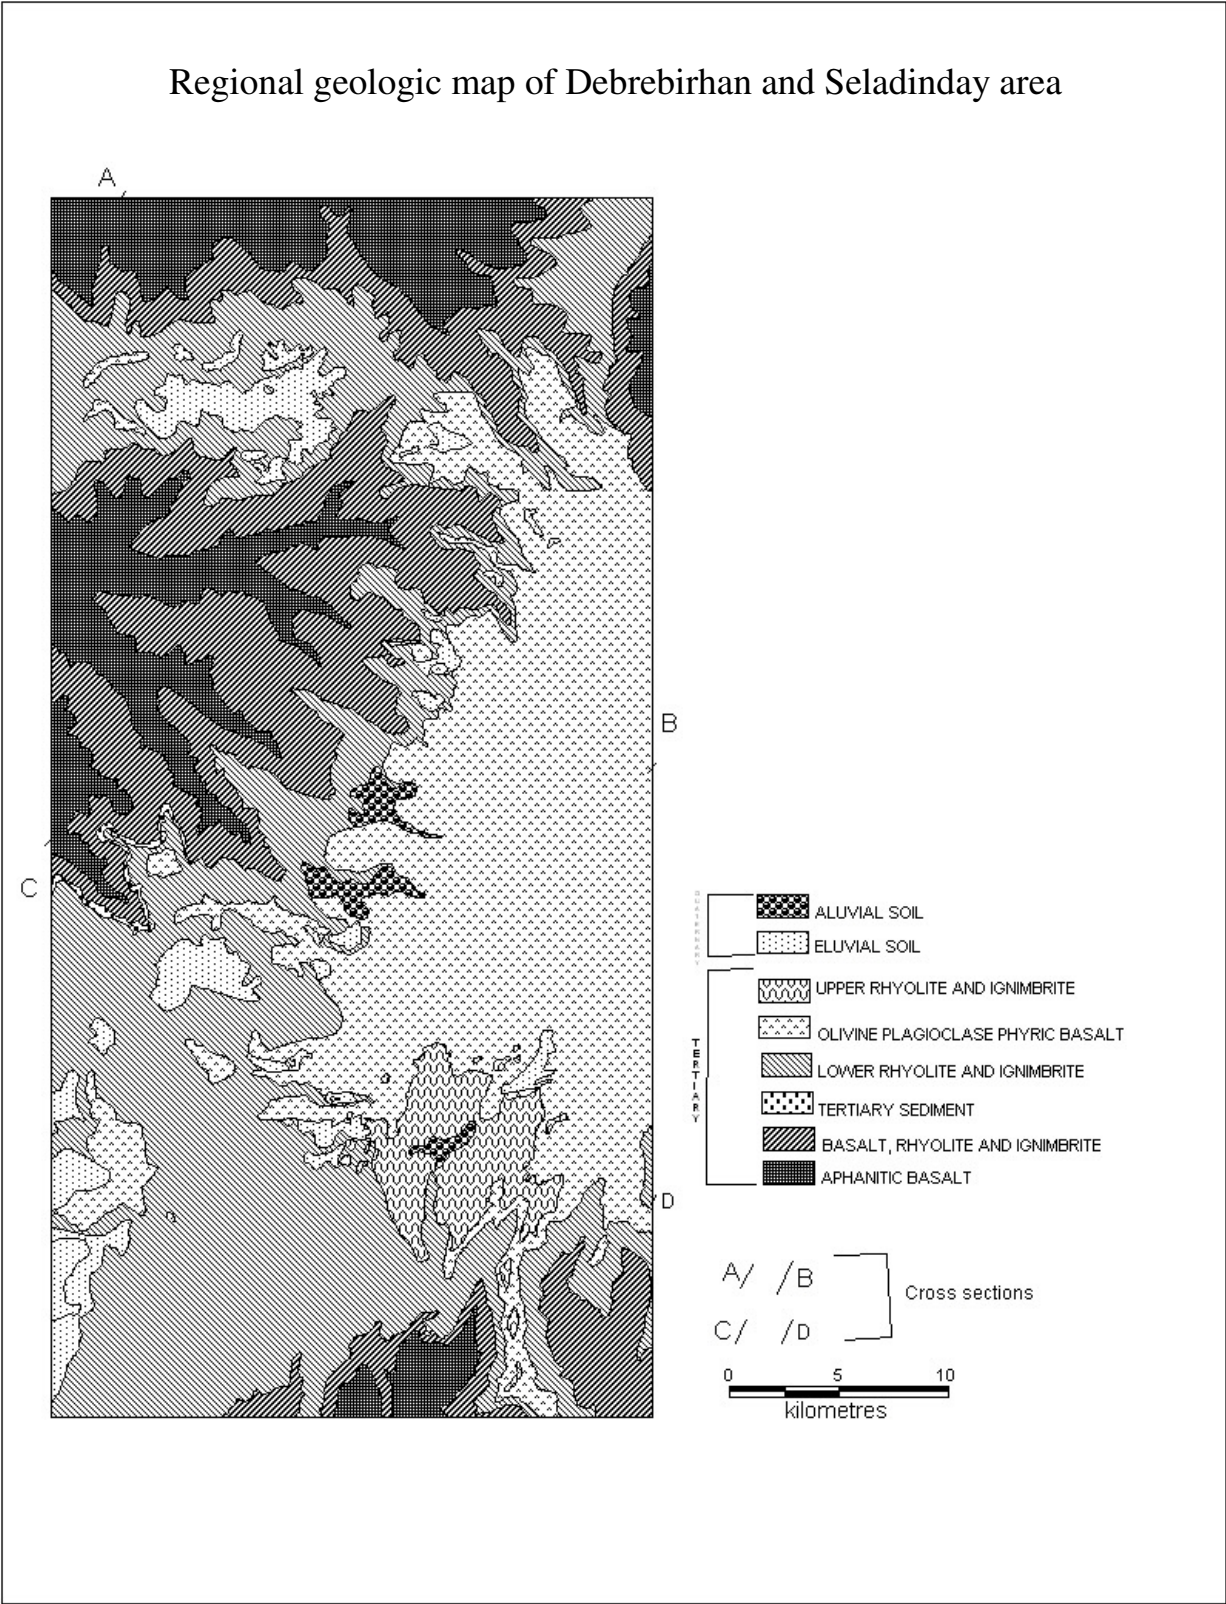 Regional geologic map of Debrebirhan and Seladinday area
A
B
C
D
QUATERNARY
ALUVIAL SOIL
ELUVIAL SOIL
TERTIARY
UPPER RHYOLITE AND IGNIMBRITE
OLIVINE PLAGIOCLASE PHYRIC BASALT
LOWER RHYOLITE AND IGNIMBRITE
TERTIARY SEDIMENT
BASALT, RHYOLITE AND IGNIMBRITE
APHANITIC BASALT
A/ /B
Cross sections
C/ /D
0 5 10
kilometres